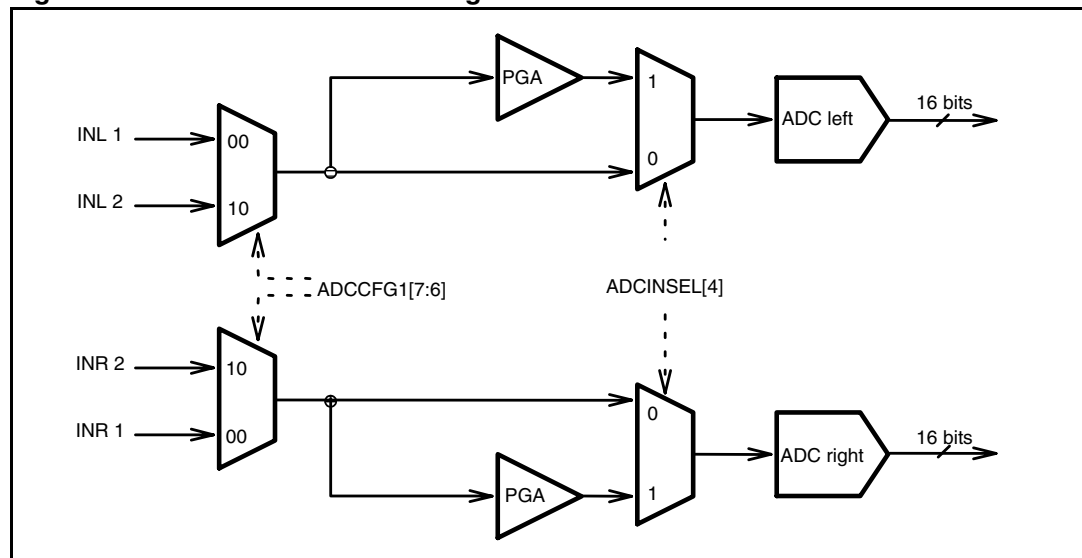 PGA
1
16 bits
INL 1
00
ADC left
0
INL 2
10
ADCCFG1[7:6]
ADCINSEL[4]
INR 2
10
0
16 bits
INR 1
00
ADC right
PGA
1